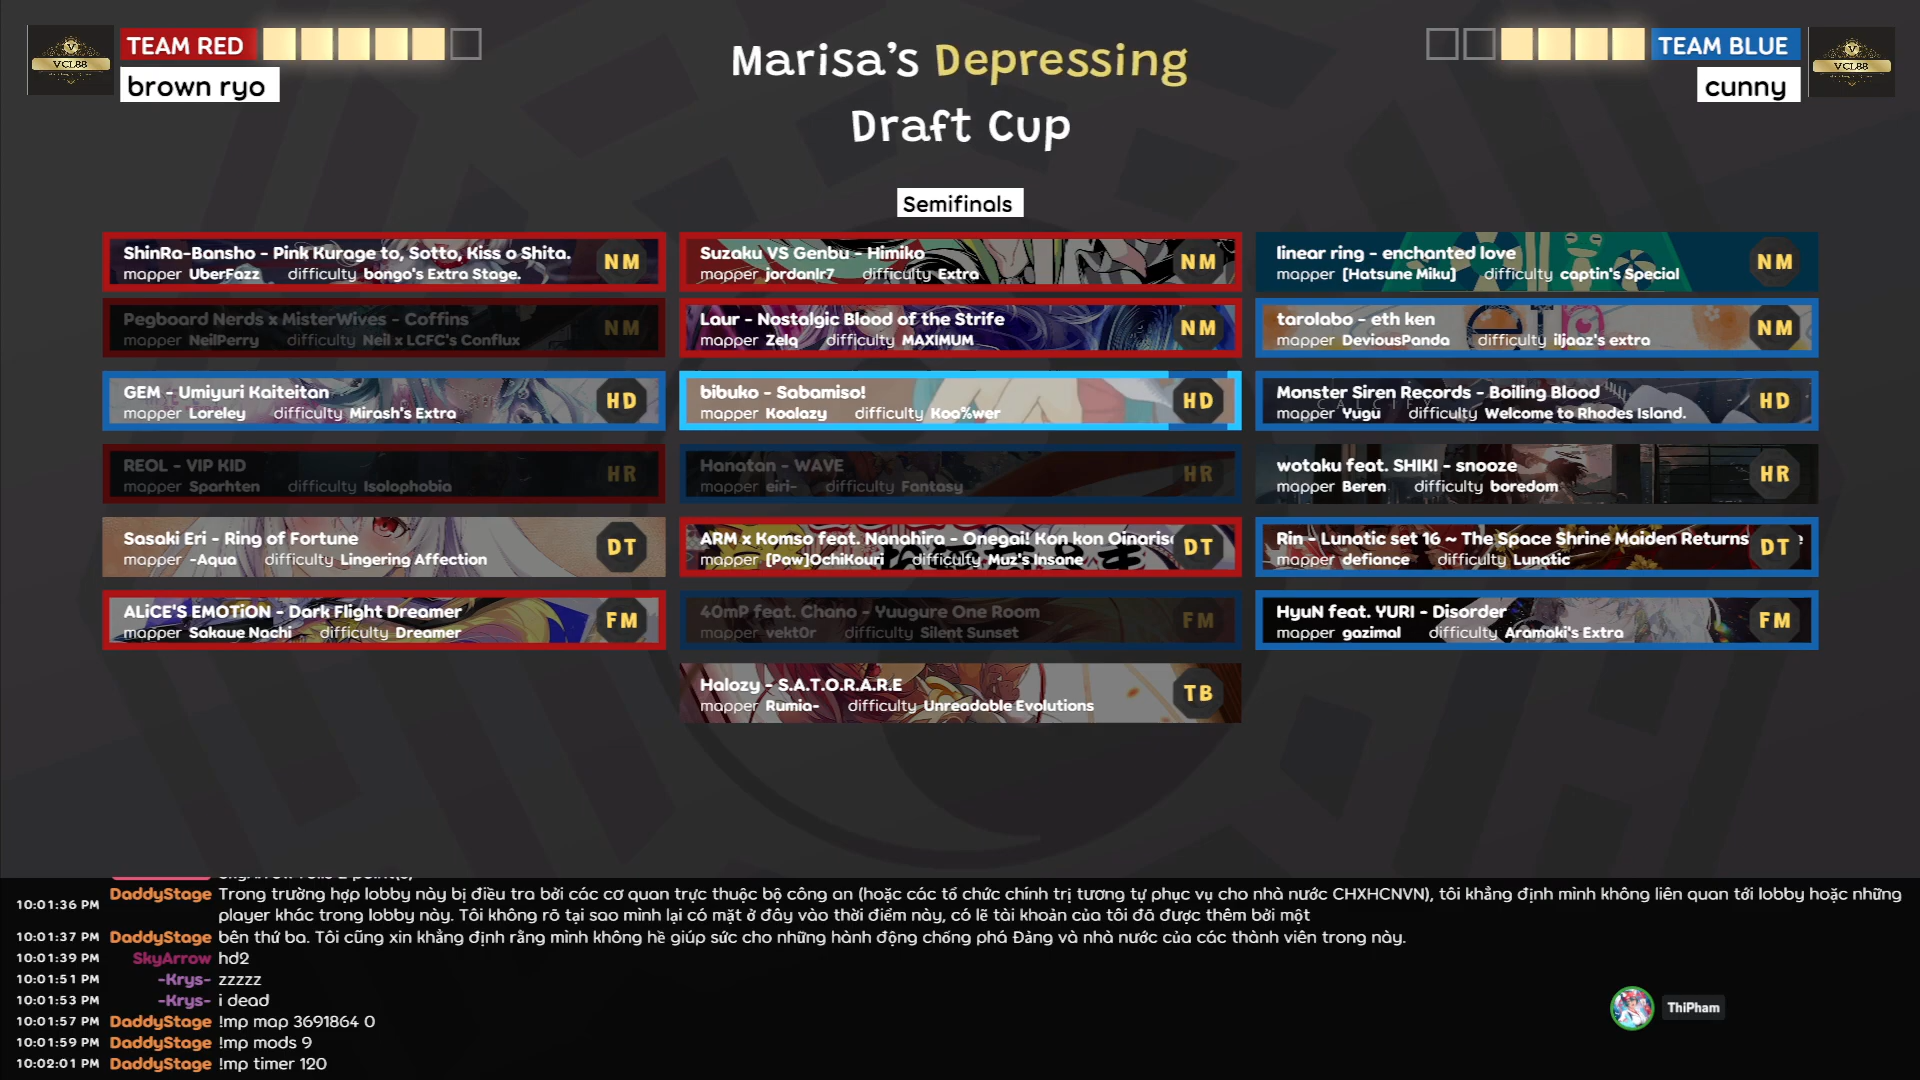 VCL88
TEAM RED
brown ryo
Marisa's Depressing
Draft Cup
TEAM BLUE
cunny
VCL88
Semifinals
ShinRa-Bansho - Pink Kurage to, Sotto, Kiss o Shita.
mapper UberFazz difficulty bongo's Extra Stage.
NM
Suzaku VS Genbu - Himiko
mapper jordanlr7 difficulty Extra
NM
linear ring - enchanted love
mapper [Hatsune Miku] difficulty captin's Special
NM
Pegboard Nerds x MisterWives - Coffins
mapper NeilPerry difficulty Neil x LCFC's Conflux
NM
Laur - Nostalgic Blood of the Strife
mapper Zelq difficulty MAXIMUM
NM
tarolabo - eth ken
mapper DeviousPanda difficulty iljaaz's extra
NM
GEM - Umiyuri Kaiteitan
mapper Loreley difficulty Mirash's Extra
HD
bibuko - Sabamiso!
mapper Koalazy difficulty Koa%wer
HD
Monster Siren Records - Boiling Blood
mapper Yugu difficulty Welcome to Rhodes Island.
HD
REOL - VIP KID
mapper Sparhten difficulty Isolophobia
HR
Hanatan - WAVE
mapper eiri- difficulty Fantasy
HR
wotaku feat. SHIKI - snooze
mapper Beren difficulty boredom
HR
Sasaki Eri - Ring of Fortune
mapper -Aqua difficulty Lingering Affection
DT
ARM x Komso feat. Nanahira - Onegai! Kon kon Oinaris
mapper [Paw]OchiKouri difficulty Muz's Insane
DT
Rin - Lunatic set 16 ~ The Space Shrine Maiden Returns
mapper defiance difficulty Lunatic
DT
ALiCE'S EMOTiON - Dark Flight Dreamer
mapper Sakaue Nachi difficulty Dreamer
FM
40mP feat. Chano - Yuugure One Room
mapper vekt0r difficulty Silent Sunset
FM
HyuN feat. YURI - Disorder
mapper gazimal difficulty Aramaki's Extra
FM
Halozy - S.A.T.O.R.A.R.E
mapper Rumia- difficulty Unreadable Evolutions
TB
10:01:36 PM DaddyStage Trong trường hợp lobby này bị điều tra bởi các cơ quan trực thuộc bộ công an (hoặc các tổ chức chính trị tương tự phục vụ cho nhà nước CHXHCNVN), tôi khẳng định mình không liên quan tới lobby hoặc những
player khác trong lobby này. Tôi không rõ tại sao mình lại có mặt ở đây vào thời điểm này, có lẽ tài khoản của tôi đã được thêm bởi một
10:01:37 PM DaddyStage bên thứ ba. Tôi cũng xin khẳng định rằng mình không hề giúp sức cho những hành động chống phá Đảng và nhà nước của các thành viên trong này.
10:01:39 PM SkyArrow hd2
10:01:51 PM -Krys- zzzzz
10:01:53 PM -Krys- i dead
10:01:57 PM DaddyStage !mp map 3691864 0
10:01:59 PM DaddyStage !mp mods 9
10:02:01 PM DaddyStage !mp timer 120
ThiPham